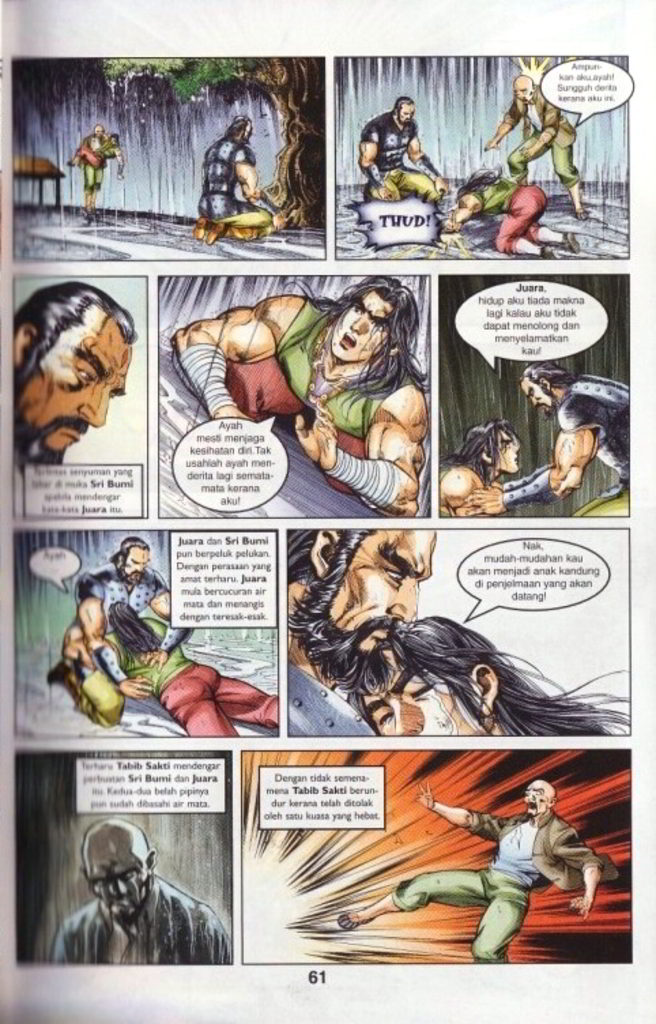 Ampun-
kan aku,ayah!
Sungguh derita
kerana aku ini.
THUD!
senyuman yang
di muka Sri Bumi
apabila mendengar
kata-kata Juara itu.
Ayah
mesti menjaga
kesihatan diri.Tak
usahlah ayah men-
derita lagi semata-
mata kerana
aku!
Juara,
hidup aku tiada makna
lagi kalau aku tidak
dapat menolong dan
menyelamatkan
kau!
Ayah
Juara dan Sri Bumi
pun berpeluk pelukan.
Dengan perasaan yang
amat terharu. Juara
mula bercucuran air
mata dan menangis
dengan teresak-esak.
Nak,
mudah-mudahan kau
akan menjadi anak kandung
di penjelmaan yang akan
datang!
Terharu Tabib Sakti mendengar
perbuatan Sri Bumi dan Juara
itu. Kedua-dua belah pipinya
pun sudah dibasahi air mata.
Dengan tidak semena-
mena Tabib Sakti berun-
dur kerana telah ditolak
oleh satu kuasa yang hebat.
61